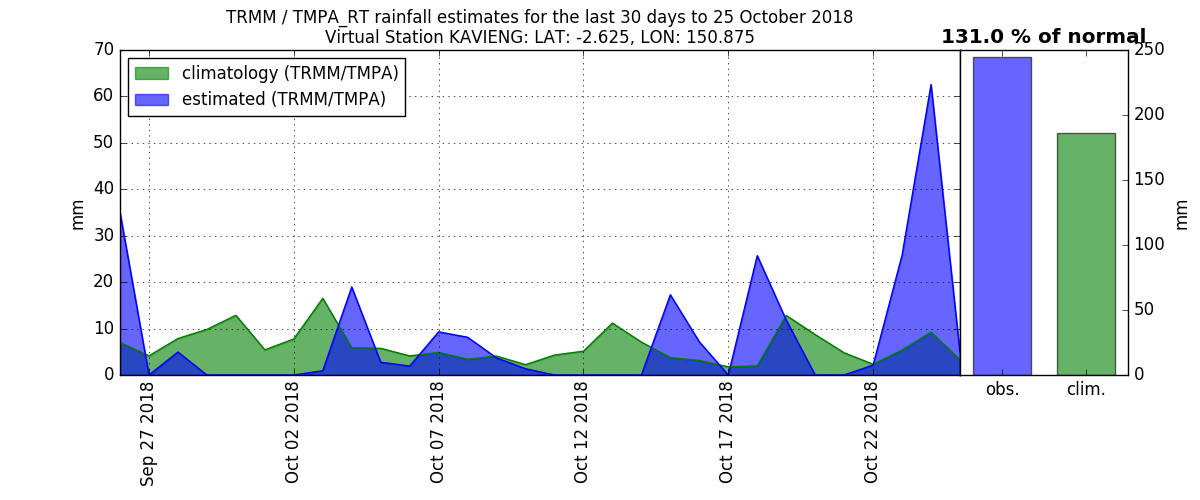 TRMM / TMPA_RT rainfall estimates for the last 30 days to 25 October 2018
Virtual Station KAVIENG: LAT: -2.625, LON: 150.875
131.0 % of normal
climatology (TRMM/TMPA)
estimated (TRMM/TMPA)
70
60
50
40
30
20
10
0
mm
Sep 27 2018
Oct 02 2018
Oct 07 2018
Oct 12 2018
Oct 17 2018
Oct 22 2018
obs.
clim.
250
200
150
100
50
0
mm